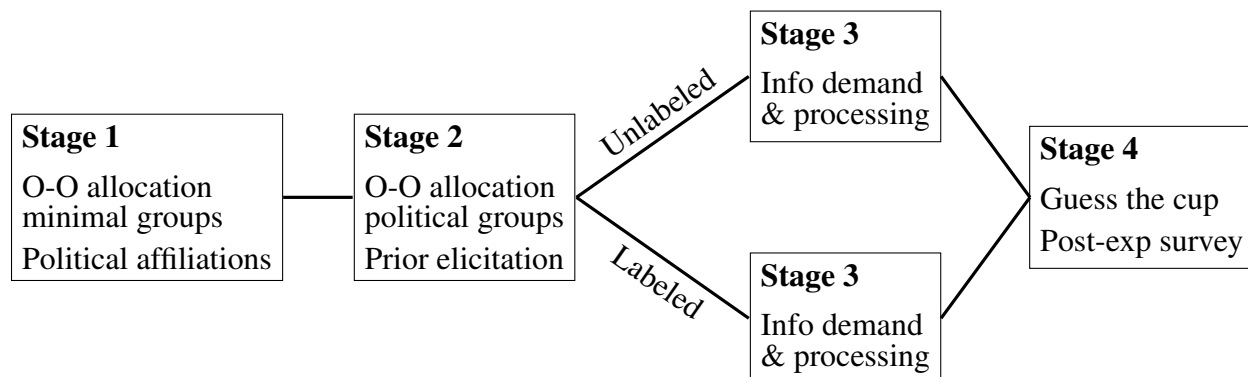 Stage 1
O-O allocation
minimal groups
Political affiliations
Stage 2
O-O allocation
political groups
Prior elicitation
Unlabeled
Stage 3
Info demand
& processing
Labeled
Stage 3
Info demand
& processing
Stage 4
Guess the cup
Post-exp survey